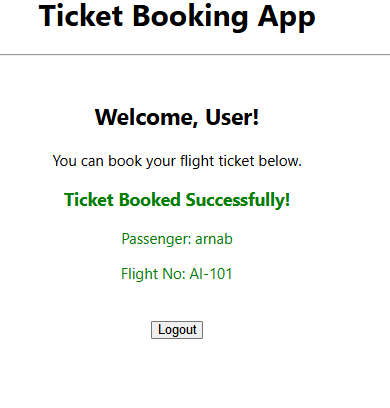 Ticket Booking App
Welcome, User!
You can book your flight ticket below.
Ticket Booked Successfully!
Passenger: arnab
Flight No: AI-101
Logout